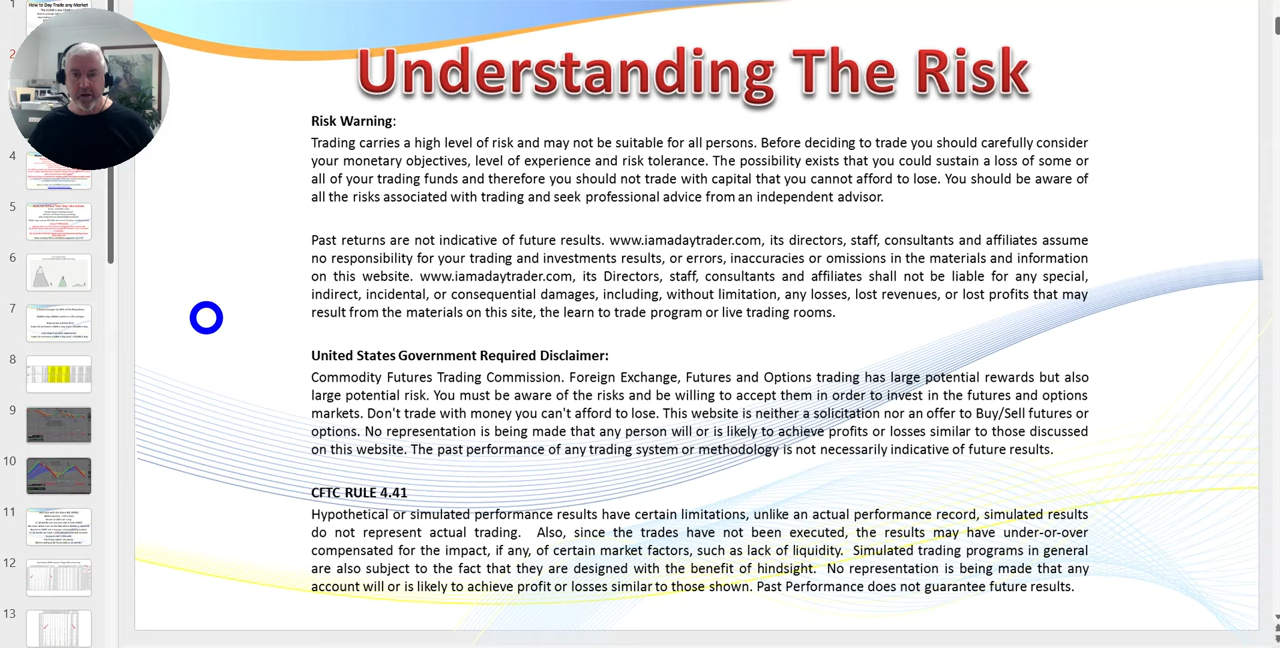 How to Day Trade any Market
1
2
4
5
6
7
8
9
10
11
12
13
Understanding The Risk
Risk Warning:
Trading carries a high level of risk and may not be suitable for all persons. Before deciding to trade you should carefully consider
your monetary objectives, level of experience and risk tolerance. The possibility exists that you could sustain a loss of some or
all of your trading funds and therefore you should not trade with capital that you cannot afford to lose. You should be aware of
all the risks associated with trading and seek professional advice from an independent advisor.
Past returns are not indicative of future results. www.iamadaytrader.com, its directors, staff, consultants and affiliates assume
no responsibility for your trading and investments results, or errors, inaccuracies or omissions in the materials and information
on this website. www.iamadaytrader.com, its Directors, staff, consultants and affiliates shall not be liable for any special,
indirect, incidental, or consequential damages, including, without limitation, any losses, lost revenues, or lost profits that may
result from the materials on this site, the learn to trade program or live trading rooms.
United States Government Required Disclaimer:
Commodity Futures Trading Commission. Foreign Exchange, Futures and Options trading has large potential rewards but also
large potential risk. You must be aware of the risks and be willing to accept them in order to invest in the futures and options
markets. Don't trade with money you can't afford to lose. This website is neither a solicitation nor an offer to Buy/Sell futures or
options. No representation is being made that any person will or is likely to achieve profits or losses similar to those discussed
on this website. The past performance of any trading system or methodology is not necessarily indicative of future results.
CFTC RULE 4.41
Hypothetical or simulated performance results have certain limitations unlike an actual performance record, simulated results
do not represent actual trading. Also, since the trades have not been executed, the results may have under-or-over
compensated for the impact, if any, of certain market factors, such as lack of liquidity. Simulated trading programs in general
are also subject to the fact that they are designed with the benefit of hindsight. No representation is being made that any
account will or is likely to achieve profit or losses similar to those shown. Past Performance does not guarantee future results.